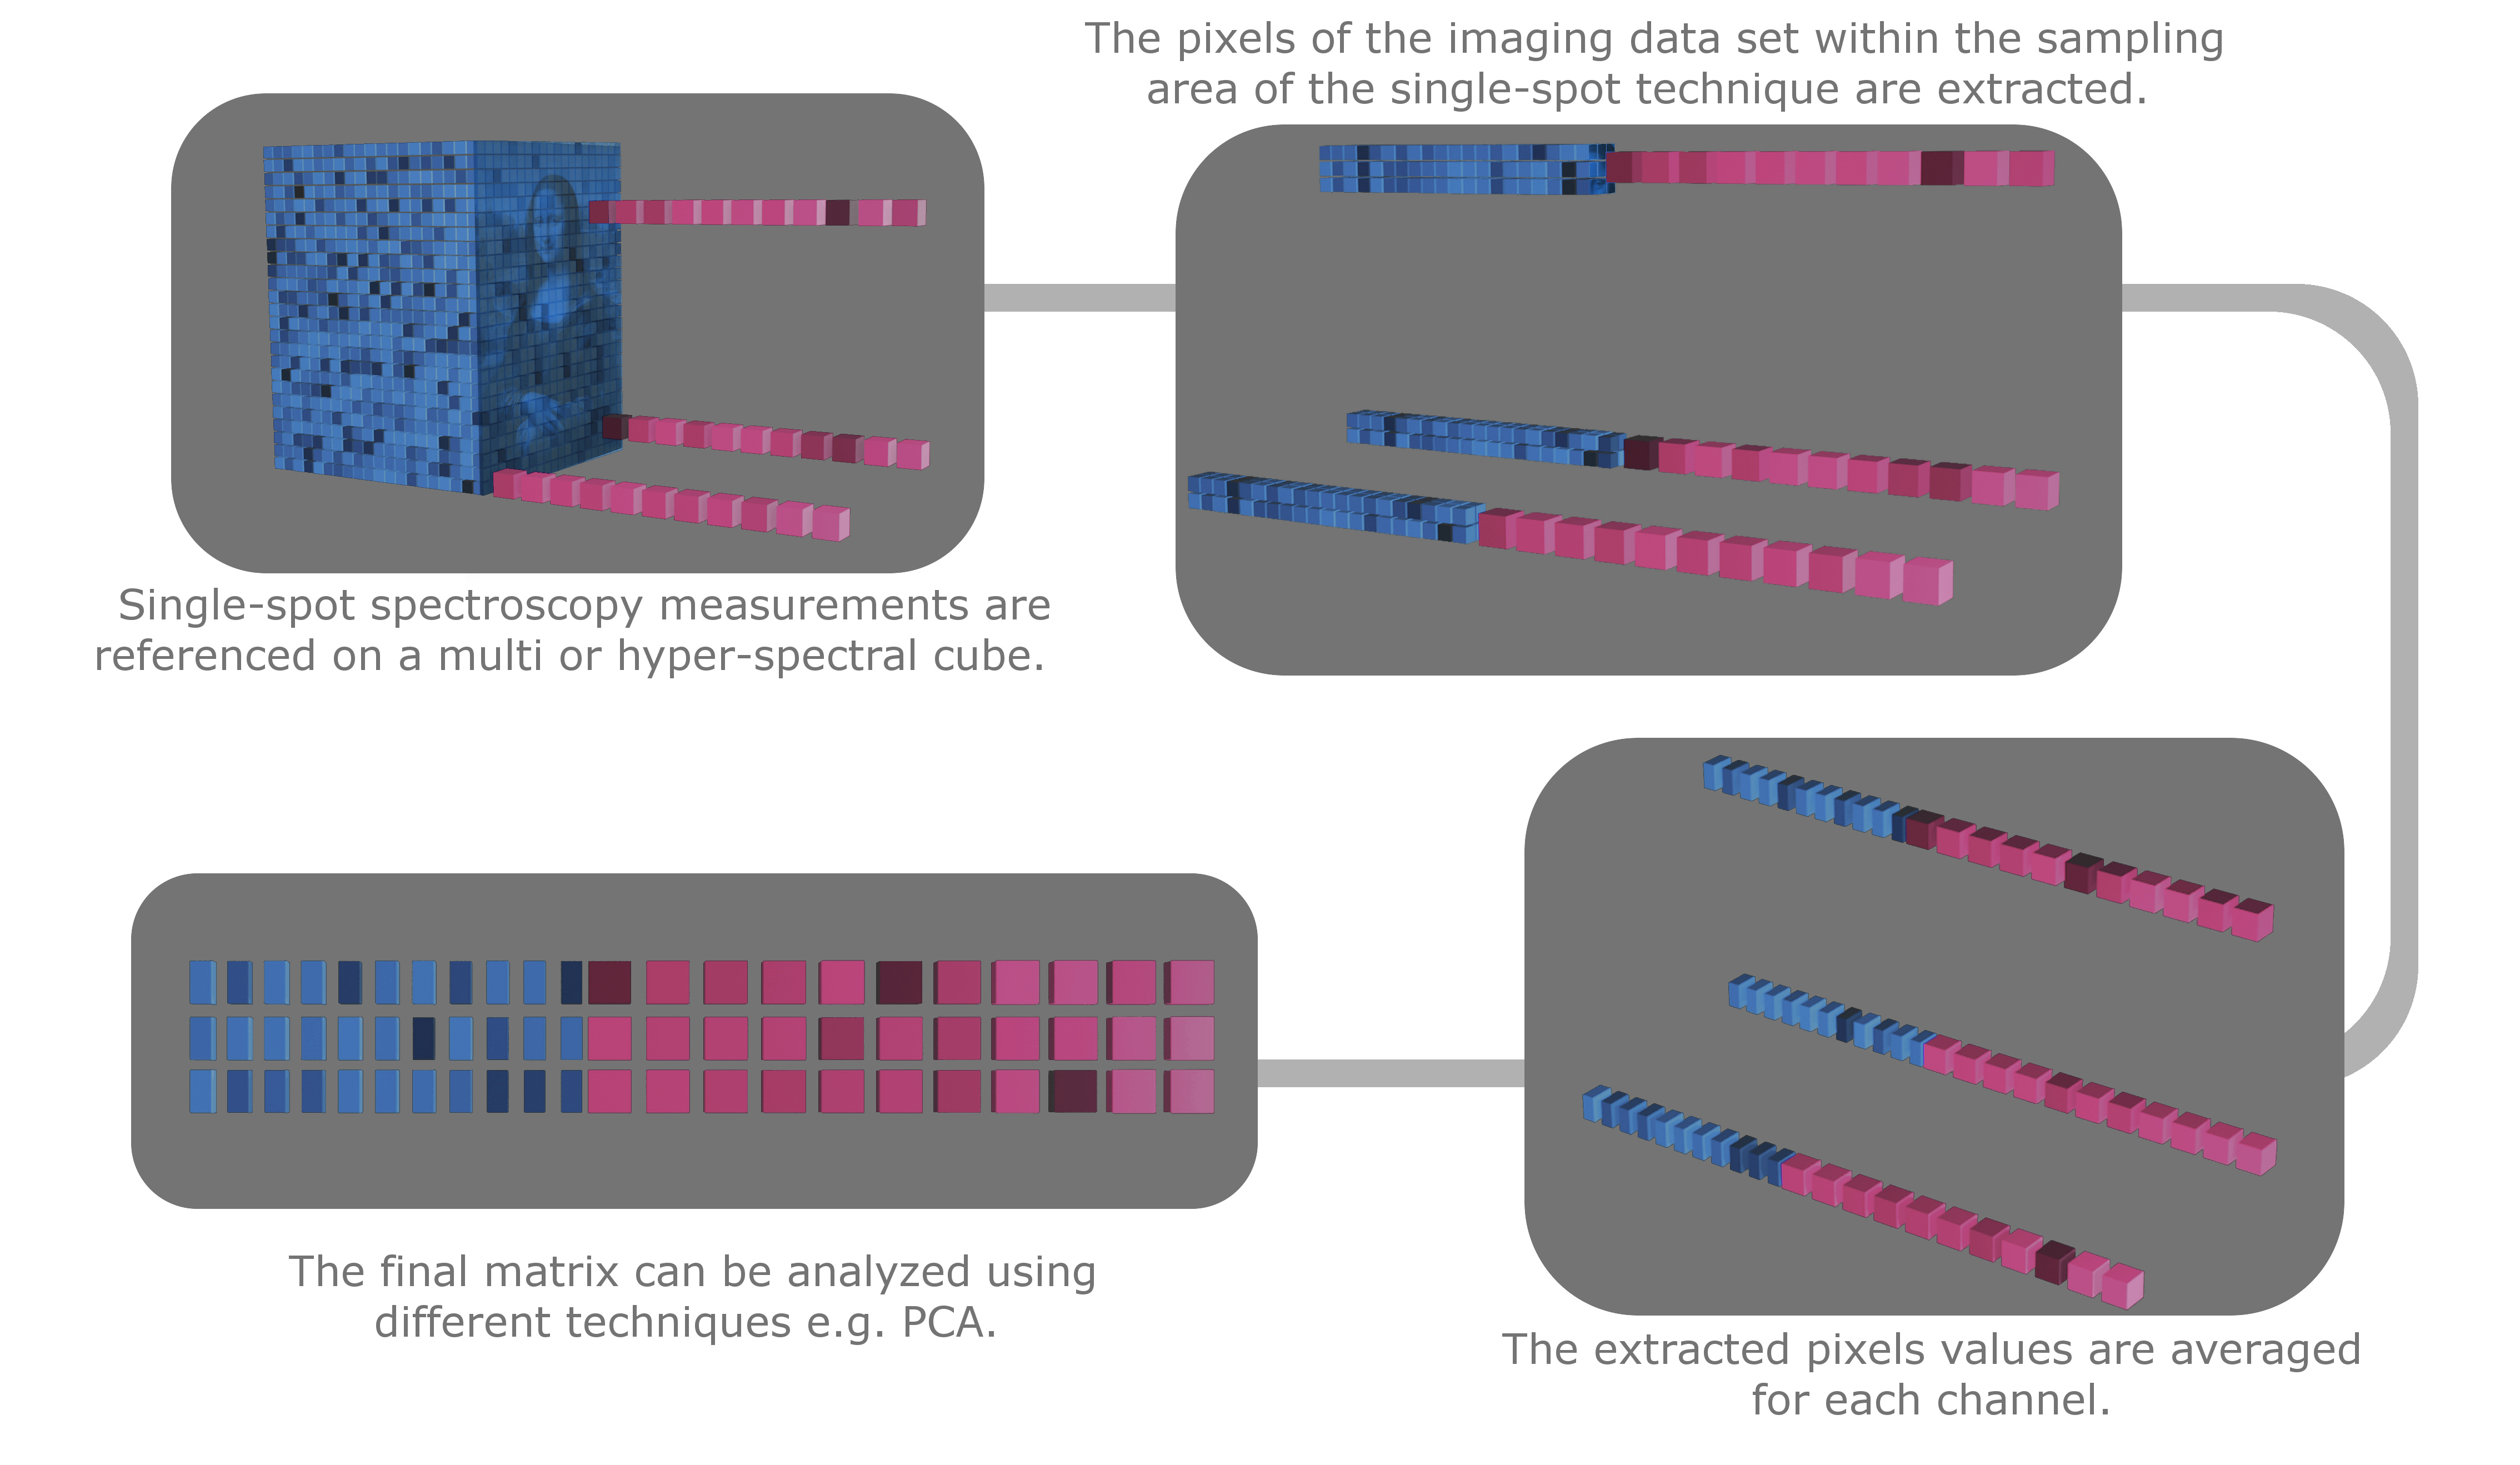 Single-spot spectroscopy measurements are
referenced on a multi or hyper-spectral cube.
The pixels of the imaging data set within the sampling
area of the single-spot technique are extracted.
The extracted pixels values are averaged
for each channel.
The final matrix can be analyzed using
different techniques e.g. PCA.